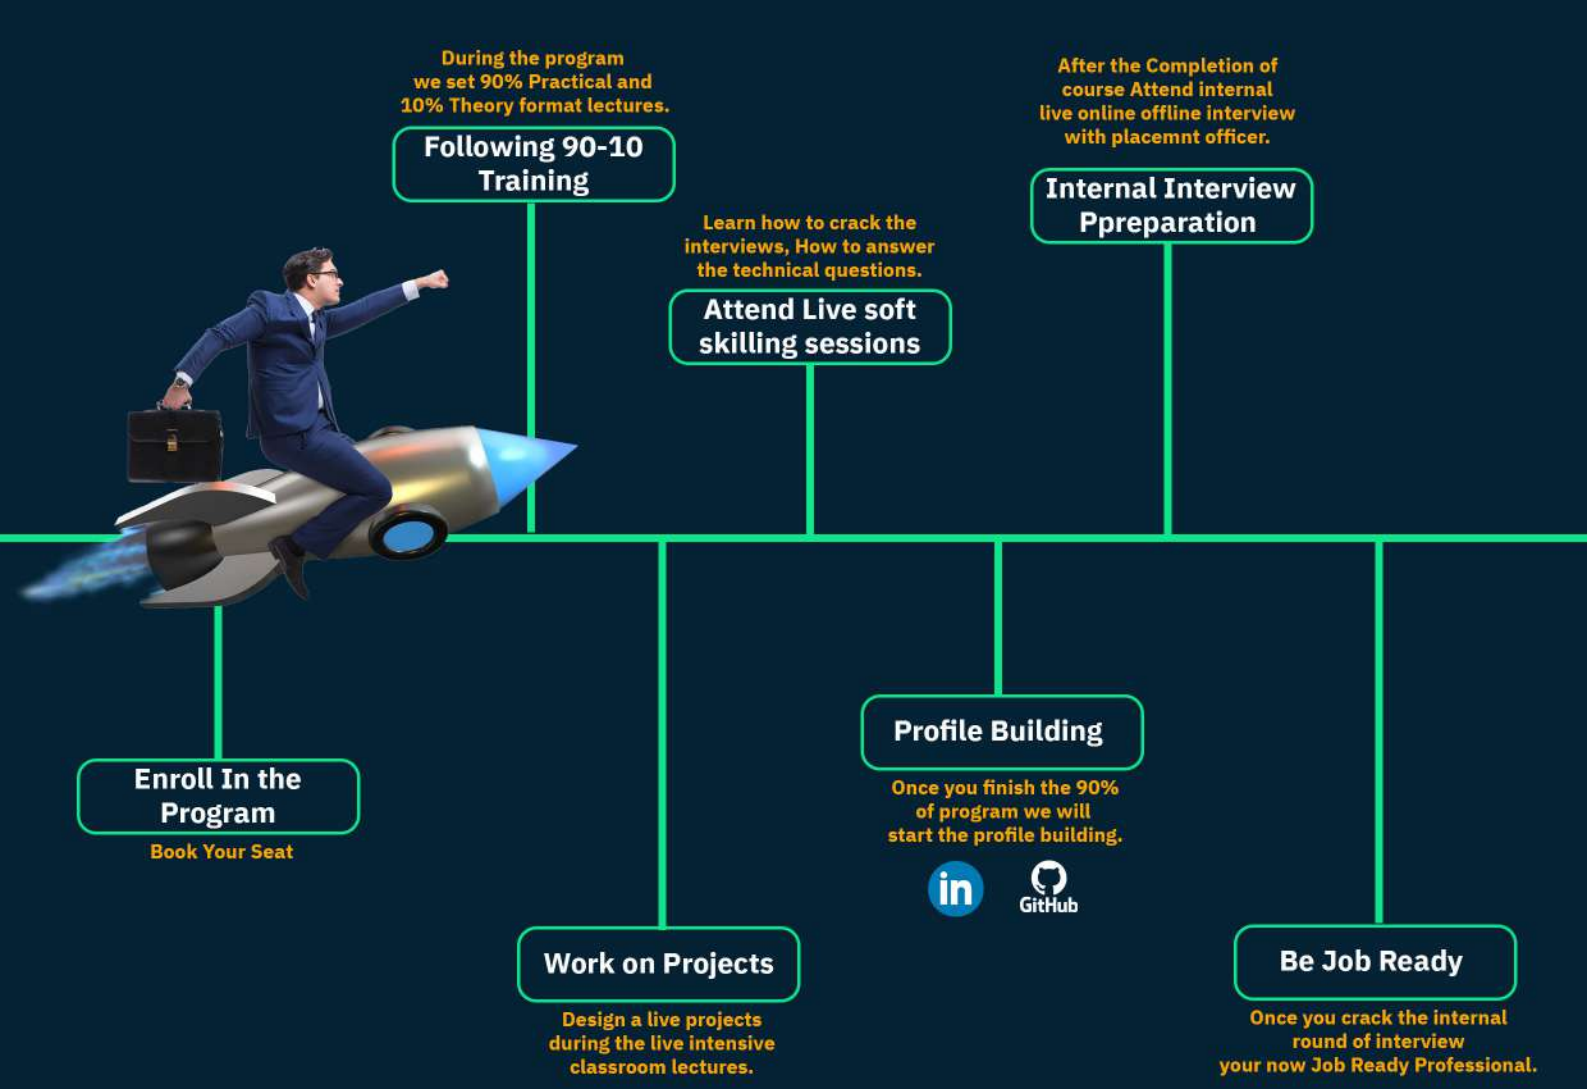 During the program
we set 90% Practical and
10% Theory format lectures.
Following 90-10
Training
Learn how to crack the
interviews, How to answer
the technical questions.
Attend Live soft
skilling sessions
After the Completion of
course Attend internal
live online offline interview
with placemnt officer.
Internal Interview
Ppreparation
Enroll In the
Program
Book Your Seat
Work on Projects
Design a live projects
during the live intensive
classroom lectures.
Profile Building
Once you finish the 90%
of program we will
start the profile building.
in
GitHub
Be Job Ready
Once you crack the internal
round of interview
your now Job Ready Professional.